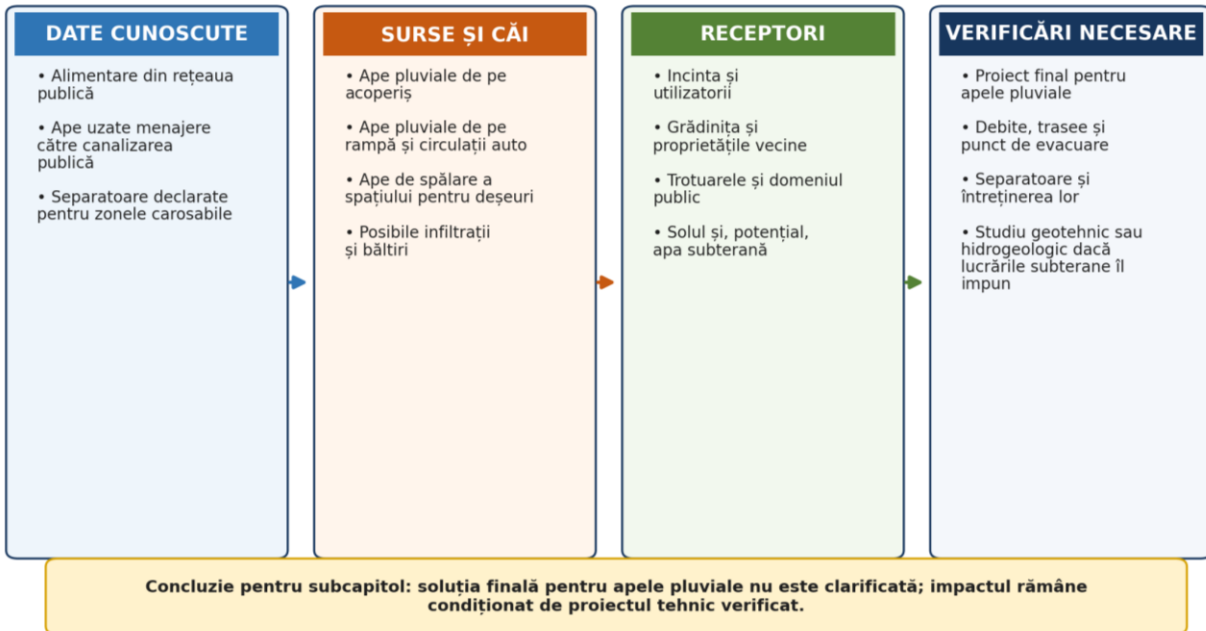 DATE CUNOSCUTE
• Alimentare din rețeaua
publică
• Ape uzate menajere
către canalizarea
publică
• Separatoare declarate
pentru zonele carosabile
SURSE ȘI CĂI
• Ape pluviale de pe
acoperiș
• Ape pluviale de pe
rampă și circulații auto
• Ape de spălare a
spațiului pentru deșeuri
• Posibile infiltrații
și băltiri
RECEPTORI
• Incinta și
utilizatorii
• Grădinița și
proprietățile vecine
• Trotuarele și domeniul
public
• Solul și, potențial,
apa subterană
VERIFICĂRI NECESARE
• Proiect final pentru
apele pluviale
• Debite, trasee și
punct de evacuare
• Separatoare și
întreținerea lor
• Studiu geotehnic sau
hidrogeologic dacă
lucrările subterane îl
impun
Concluzie pentru subcapitol: soluția finală pentru apele pluviale nu este clarificată; impactul rămâne
condiționat de proiectul tehnic verificat.